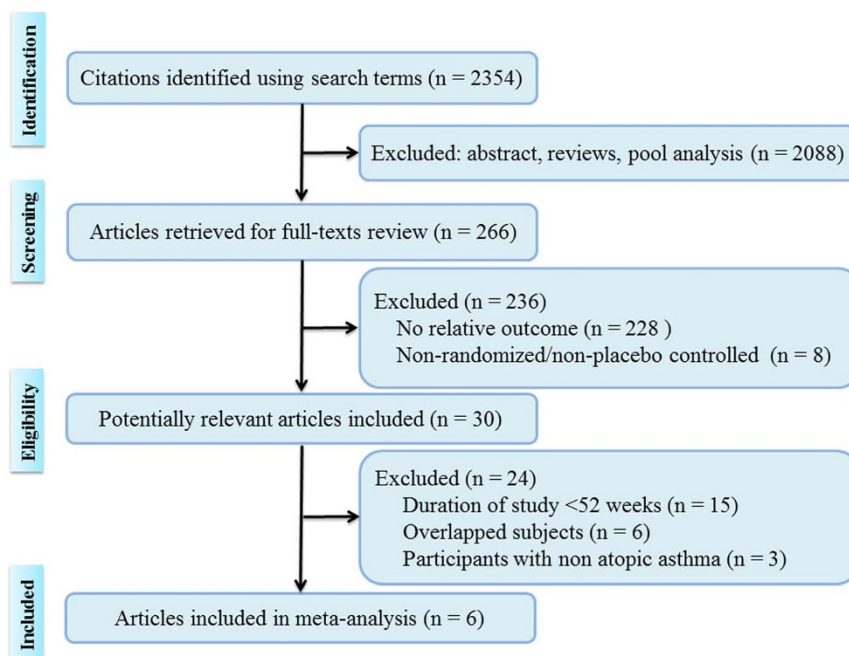 Identification
Citations identified using search terms (n = 2354)
Excluded: abstract, reviews, pool analysis (n = 2088)
Screening
Articles retrieved for full-texts review (n = 266)
Excluded (n = 236)
No relative outcome (n = 228 )
Non-randomized/non-placebo controlled (n = 8)
Eligibility
Potentially relevant articles included (n = 30)
Excluded (n = 24)
Duration of study <52 weeks (n = 15)
Overlapped subjects (n = 6)
Participants with non atopic asthma (n = 3)
Included
Articles included in meta-analysis (n = 6)